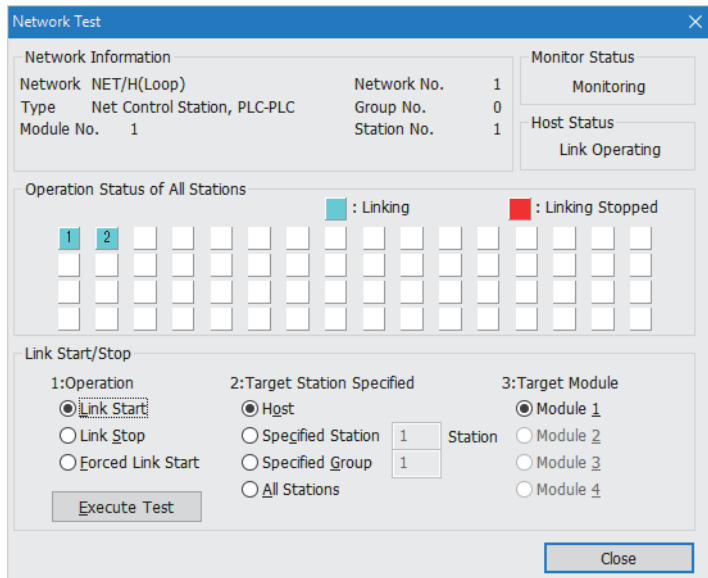 Network Test
Network Information
Network NET/H(Loop) Network No. 1
Type Net Control Station, PLC-PLC Group No. 0
Module No. 1 Station No. 1
Monitor Status
Monitoring
Host Status
Link Operating
Operation Status of All Stations
: Linking : Linking Stopped
1 2
Link Start/Stop
1:Operation
Link Start
Link Stop
Forced Link Start
Execute Test
2:Target Station Specified
Host
Specified Station 1 Station
Specified Group 1
All Stations
3:Target Module
Module 1
Module 2
Module 3
Module 4
Close